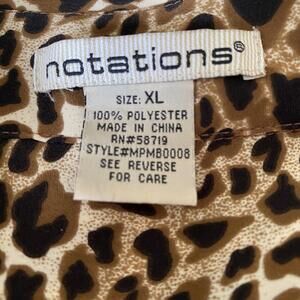 notations®
SIZE: XL
100% POLYESTER
MADE IN CHINA
RN#58719
STYLE#MPMB0008
SEE REVERSE
FOR CARE